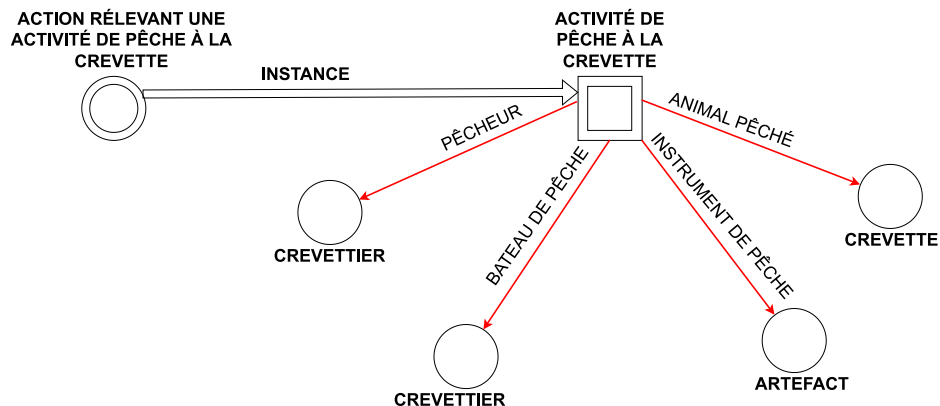 ACTION RÉLEVANT UNE
ACTIVITÉ DE PÊCHE À LA
CREVETTE
ACTIVITÉ DE
PÊCHE À LA
CREVETTE
INSTANCE
PÊCHEUR
ANIMAL PÊCHÉ
BATEAU DE PÊCHE
INSTRUMENT DE PÊCHE
CREVETTIER
CREVETTE
CREVETTIER
ARTEFACT